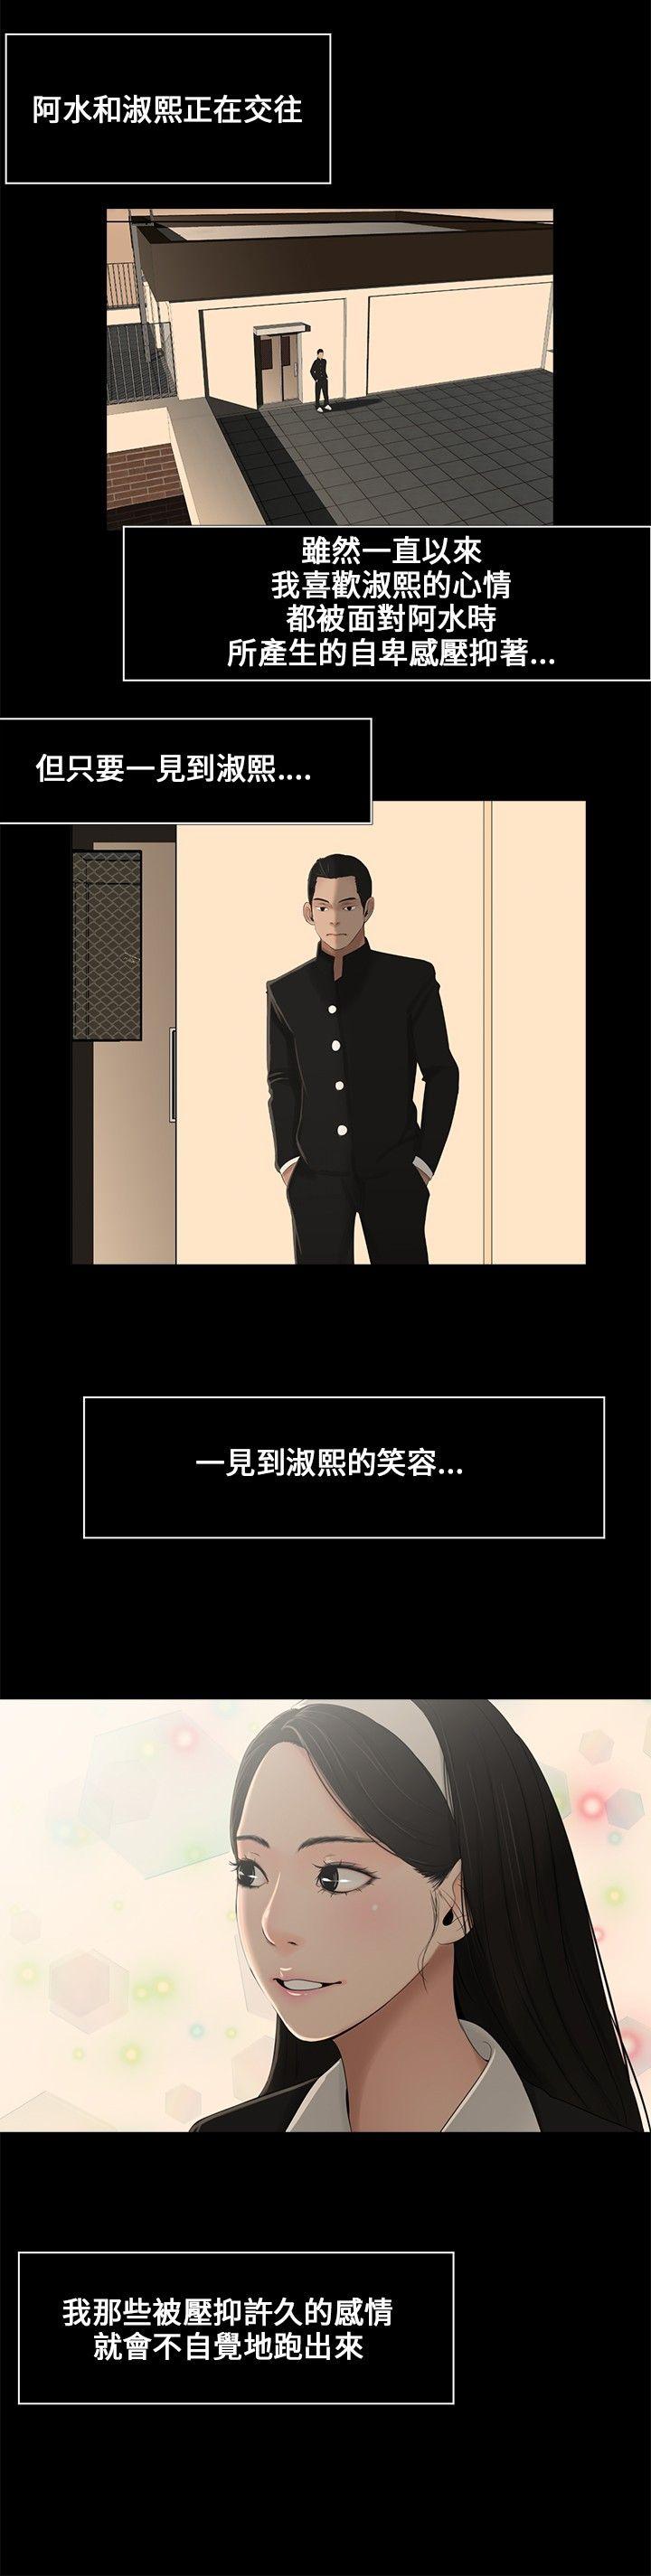 阿水和淑熙正在交往
雖然一直以來
我喜歡淑熙的心情
都被面對阿水時
所產生的自卑感壓抑著...
但只要一見到淑熙....
一見到淑熙的笑容...
我那些被壓抑許久的感情
就會不自覺地跑出來